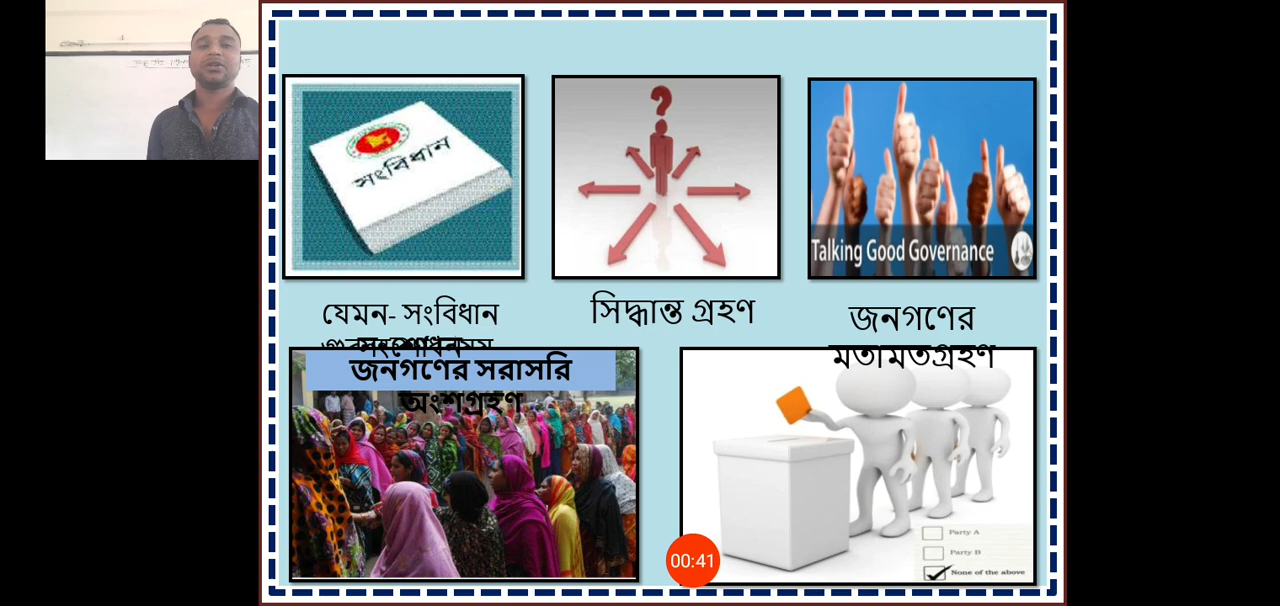 সংবিধান
?
Talking Good Governance
যেমন- সংবিধান
সংশোধন
সিদ্ধান্ত গ্রহণ
জনগণের
মতামতগ্রহণ
জনগণের সরাসরি
অংশগ্রহণ
Party A
Party B
None of the above
00:41